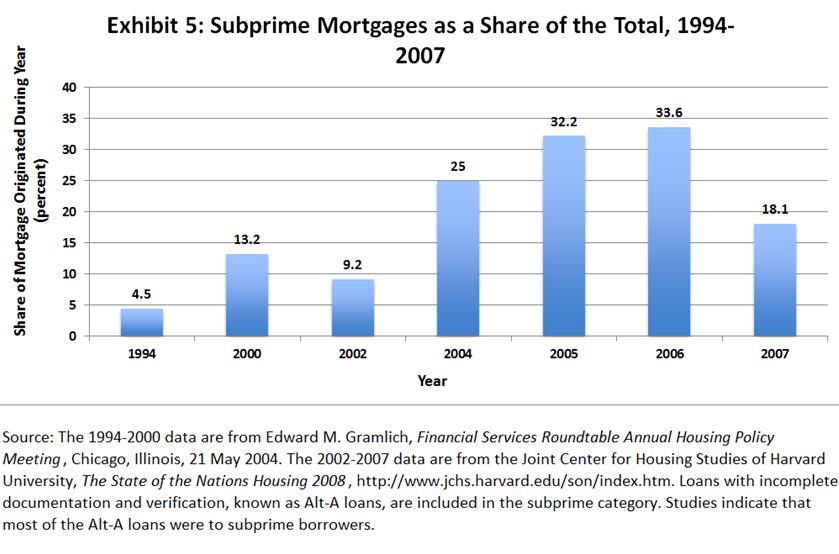 Exhibit 5: Subprime Mortgages as a Share of the Total, 1994-
2007
Share of Mortgage Originated During Year
(percent)
40
35
30
25
20
15
10
5
0
4.5
13.2
9.2
25
32.2
33.6
18.1
1994
2000
2002
2004
2005
2006
2007
Year
Source: The 1994-2000 data are from Edward M. Gramlich, Financial Services Roundtable Annual Housing Policy
Meeting, Chicago, Illinois, 21 May 2004. The 2002-2007 data are from the Joint Center for Housing Studies of Harvard
University, The State of the Nations Housing 2008, http://www.jchs.harvard.edu/son/index.htm. Loans with incomplete
documentation and verification, known as Alt-A loans, are included in the subprime category. Studies indicate that
most of the Alt-A loans were to subprime borrowers.